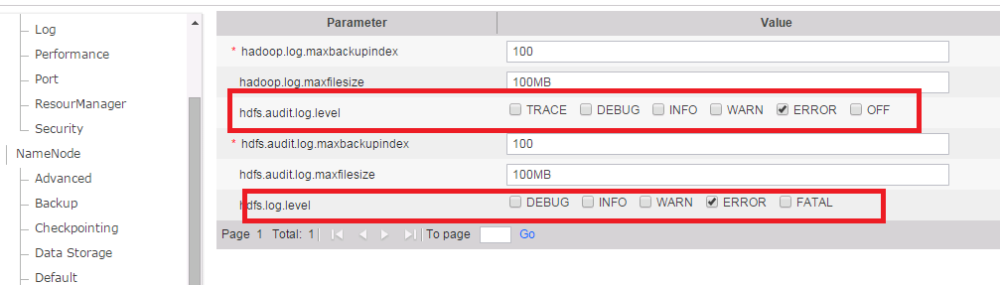 Log
Performance
Port
ResourManager
Security
NameNode
Advanced
Backup
Checkpointing
Data Storage
Default
Parameter Value
* hadoop.log.maxbackupindex 100
hadoop.log.maxfilesize 100MB
hdfs.audit.log.level TRACE DEBUG INFO WARN ERROR OFF
* hdfs.audit.log.maxbackupindex 100
hdfs.audit.log.maxfilesize 100MB
hdfs.log.level DEBUG INFO WARN ERROR FATAL
Page 1 Total: 1 To page Go